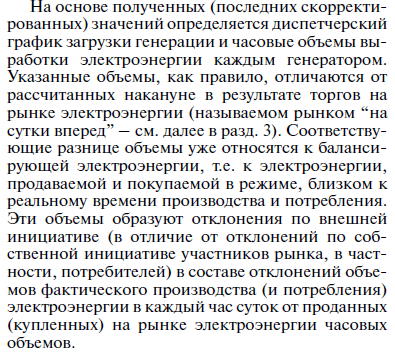 На основе полученных (последних скорректи-
рованных) значений определяется диспетчерский
график загрузки генерации и часовые объемы вы-
работки электроэнергии каждым генератором.
Указанные объемы, как правило, отличаются от
рассчитанных накануне в результате торгов на
рынке электроэнергии (называемом рынком “на
сутки вперед” – см. далее в разд. 3). Соответству-
ющие разнице объемы уже относятся к баланси-
рующей электроэнергии, т.е. к электроэнергии,
продаваемой и покупаемой в режиме, близком к
реальному времени производства и потребления.
Эти объемы образуют отклонения по внешней
инициативе (в отличие от отклонений по соб-
ственной инициативе участников рынка, в част-
ности, потребителей) в составе отклонений объе-
мов фактического производства (и потребления)
электроэнергии в каждый час суток от проданных
(купленных) на рынке электроэнергии часовых
объемов.